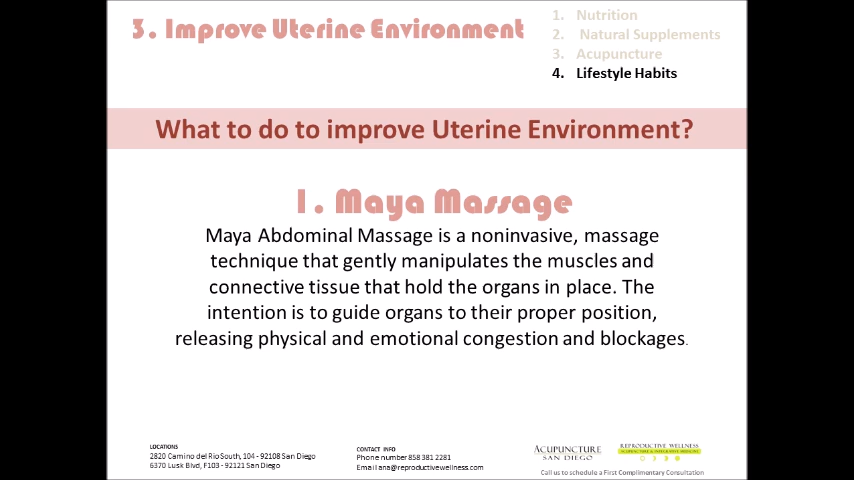 3. Improve Uterine Environment
1. Nutrition
2. Natural Supplements
3. Acupuncture
4. Lifestyle Habits
What to do to improve Uterine Environment?
1. Maya Massage
Maya Abdominal Massage is a noninvasive, massage
technique that gently manipulates the muscles and
connective tissue that hold the organs in place. The
intention is to guide organs to their proper position,
releasing physical and emotional congestion and blockages.
LOCATIONS
2820 Camino del Rio South, 104 - 92108 San Diego
6370 Lusk Blvd, F103 - 92121 San Diego
CONTACT INFO
Phone number 858 381 2281
Email ana@reproductivewellness.com
ACUPUNCTURE
SAN DIEGO
REPRODUCTIVE WELLNESS
Call us to schedule a First Complimentary Consultation